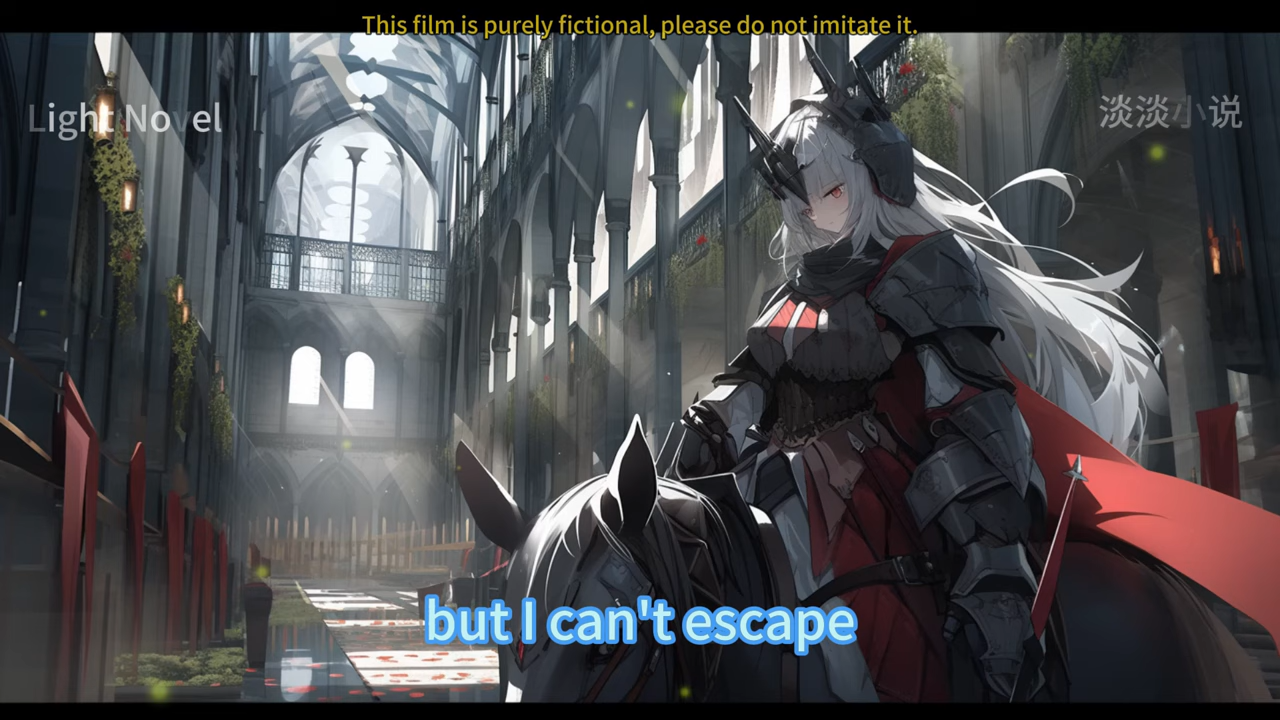 This film is purely fictional, please do not imitate it.
Light Novel
淡淡小说
but I can't escape